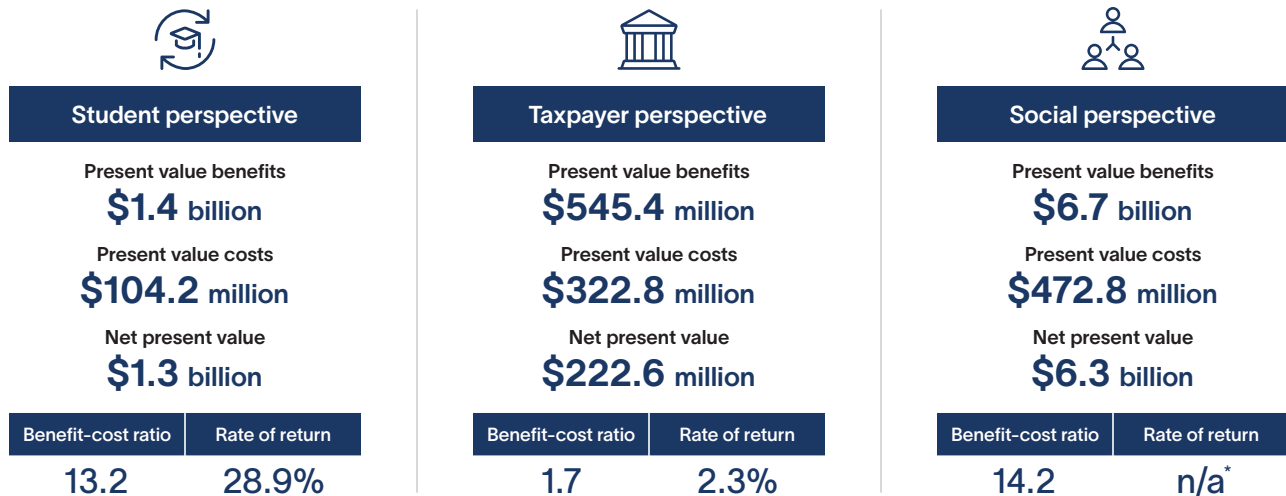 Student perspective
Present value benefits
$1.4 billion
Present value costs
$104.2 million
Net present value
$1.3 billion
Benefit-cost ratio
Rate of return
13.2
28.9%
Taxpayer perspective
Present value benefits
$545.4 million
Present value costs
$322.8 million
Net present value
$222.6 million
Benefit-cost ratio
Rate of return
1.7
2.3%
Social perspective
Present value benefits
$6.7 billion
Present value costs
$472.8 million
Net present value
$6.3 billion
Benefit-cost ratio
Rate of return
14.2
n/a*